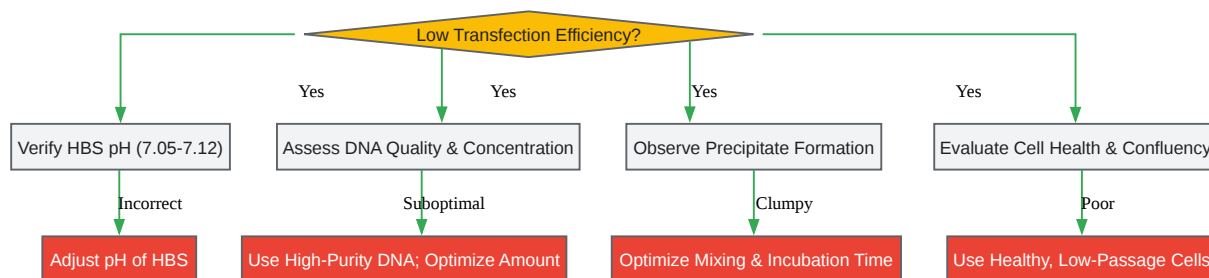 Low Transfection Efficiency?
Yes
Yes
Yes
Yes
Verify HBS pH (7.05-7.12)
Assess DNA Quality & Concentration
Observe Precipitate Formation
Evaluate Cell Health & Confluency
Incorrect
Suboptimal
Clumpy
Poor
Adjust pH of HBS
Use High-Purity DNA; Optimize Amount
Optimize Mixing & Incubation Time
Use Healthy, Low-Passage Cells